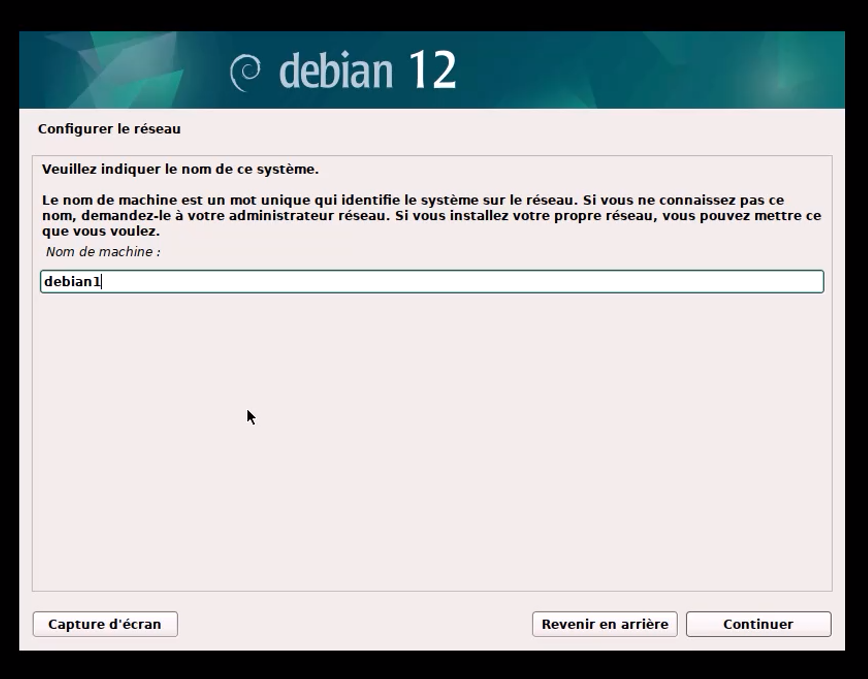 debian 12
Configurer le réseau
Veuillez indiquer le nom de ce système.
Le nom de machine est un mot unique qui identifie le système sur le réseau. Si vous ne connaissez pas ce
nom, demandez-le à votre administrateur réseau. Si vous installez votre propre réseau, vous pouvez mettre ce
que vous voulez.
Nom de machine :
debian1
Capture d'écran
Revenir en arrière
Continuer